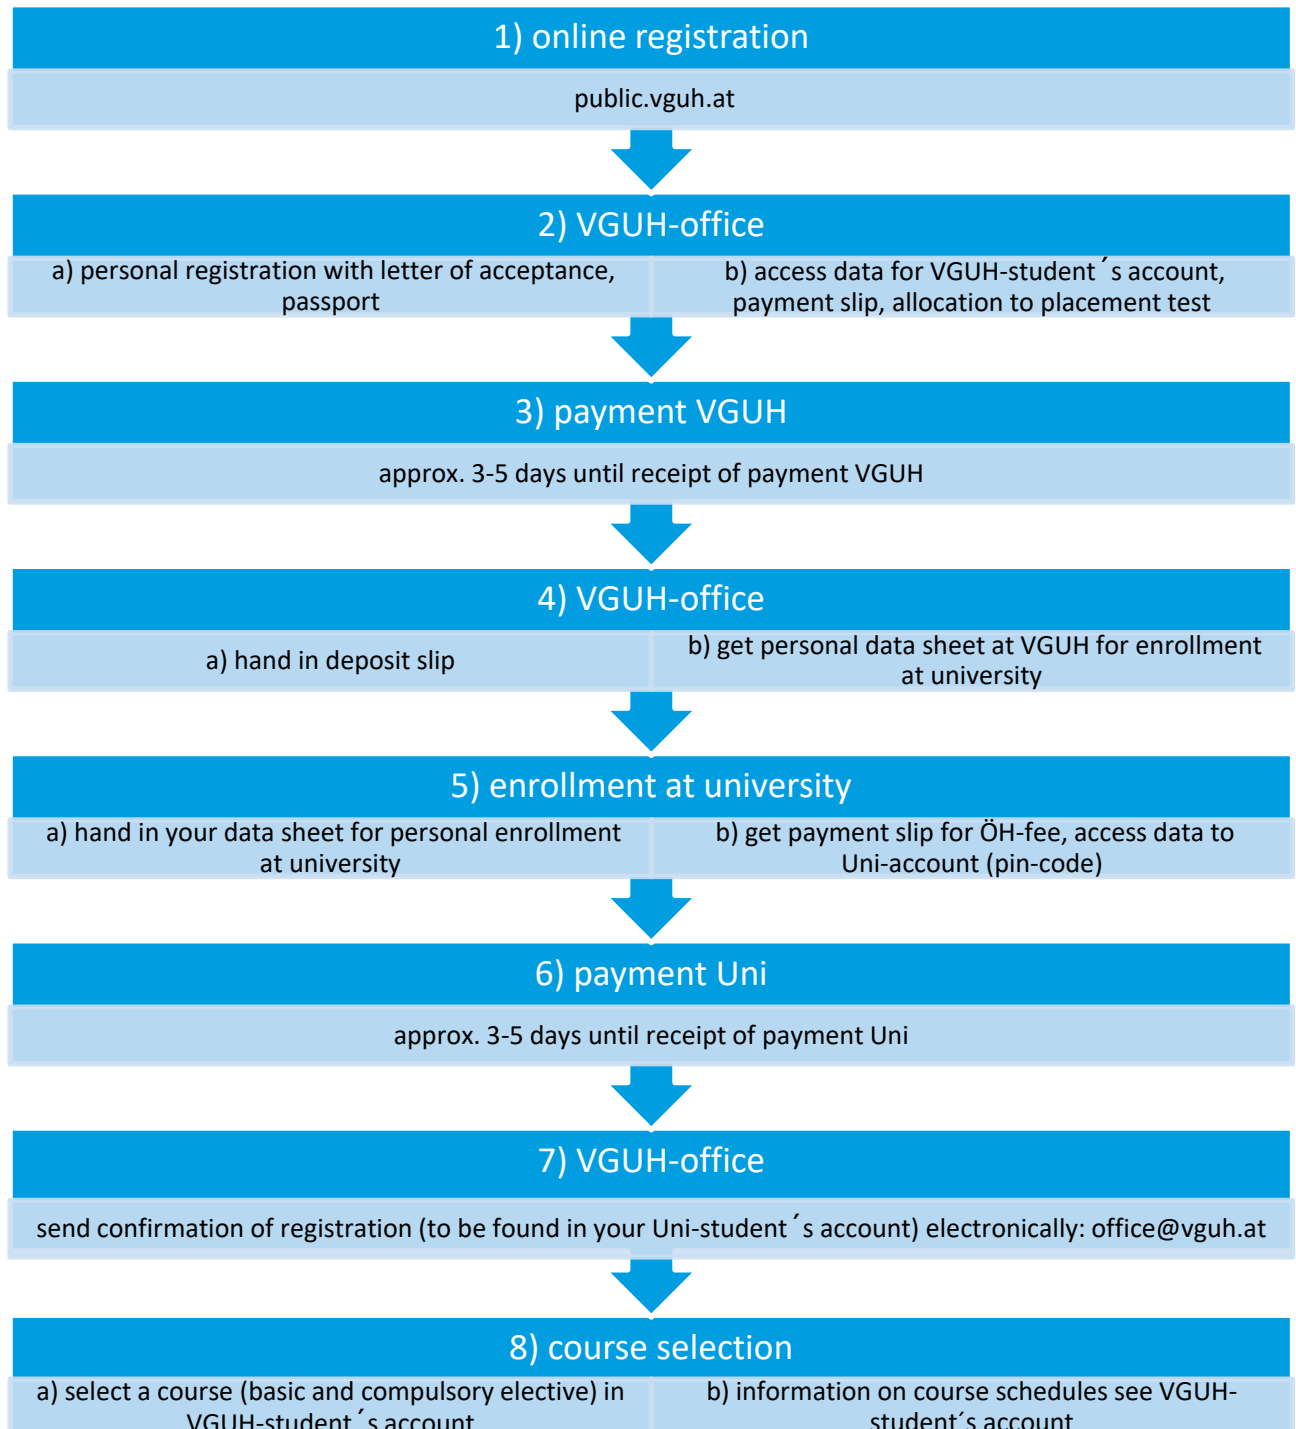 1) online registration
public.vguh.at
2) VGUH-office
a) personal registration with letter of acceptance,
passport
b) access data for VGUH-student´s account,
payment slip, allocation to placement test
3) payment VGUH
approx. 3-5 days until receipt of payment VGUH
4) VGUH-office
a) hand in deposit slip
b) get personal data sheet at VGUH for enrollment
at university
5) enrollment at university
a) hand in your data sheet for personal enrollment
at university
b) get payment slip for ÖH-fee, access data to
Uni-account (pin-code)
6) payment Uni
approx. 3-5 days until receipt of payment Uni
7) VGUH-office
send confirmation of registration (to be found in your Uni-student´s account) electronically: office@vguh.at
8) course selection
a) select a course (basic and compulsory elective) in
VGUH-student´s account
b) information on course schedules see VGUH-
student´s account